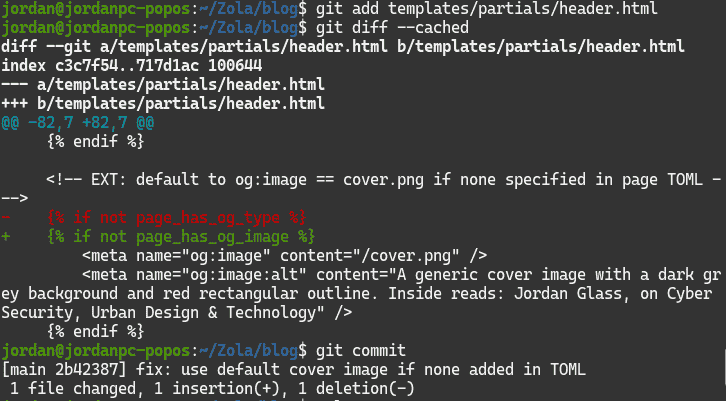 jordan@jordanpc-popos:~/Zola/blog$ git add templates/partials/header.html
jordan@jordanpc-popos:~/Zola/blog$ git diff --cached
diff --git a/templates/partials/header.html b/templates/partials/header.html
index c3c7f54..717d1ac 100644
--- a/templates/partials/header.html
+++ b/templates/partials/header.html
@@ -82,7 +82,7 @@
     {% endif %}
     <!-- EXT: default to og:image == cover.png if none specified in page TOML -
-->
-    {% if not page_has_og_type %}
+    {% if not page_has_og_image %}
         <meta name="og:image" content="/cover.png" />
         <meta name="og:image:alt" content="A generic cover image with a dark gr
ey background and red rectangular outline. Inside reads: Jordan Glass, on Cyber
Security, Urban Design & Technology" />
     {% endif %}
jordan@jordanpc-popos:~/Zola/blog$ git commit
[main 2b42387] fix: use default cover image if none added in TOML
 1 file changed, 1 insertion(+), 1 deletion(-)